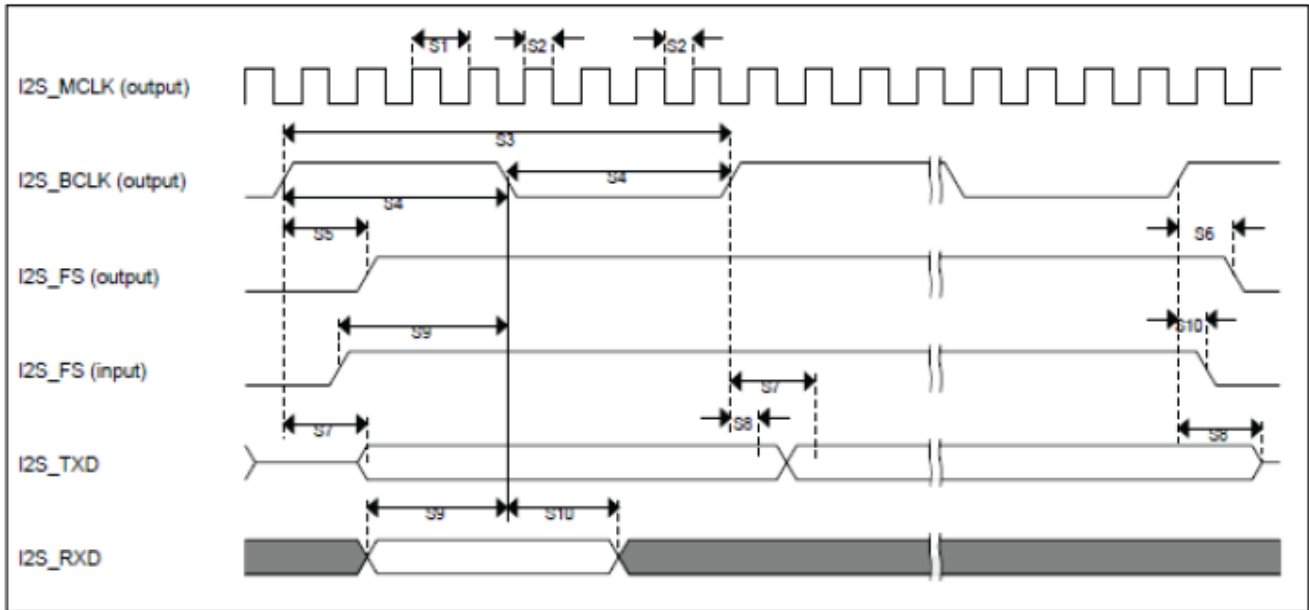 S1 S2 S2
I2S_MCLK (output)
S3
I2S_BCLK (output)
S4
S4
S5 S6
I2S_FS (output)
S9 S10
I2S_FS (input)
S7
S8
S7 S8
I2S_TXD
S9 S10
I2S_RXD